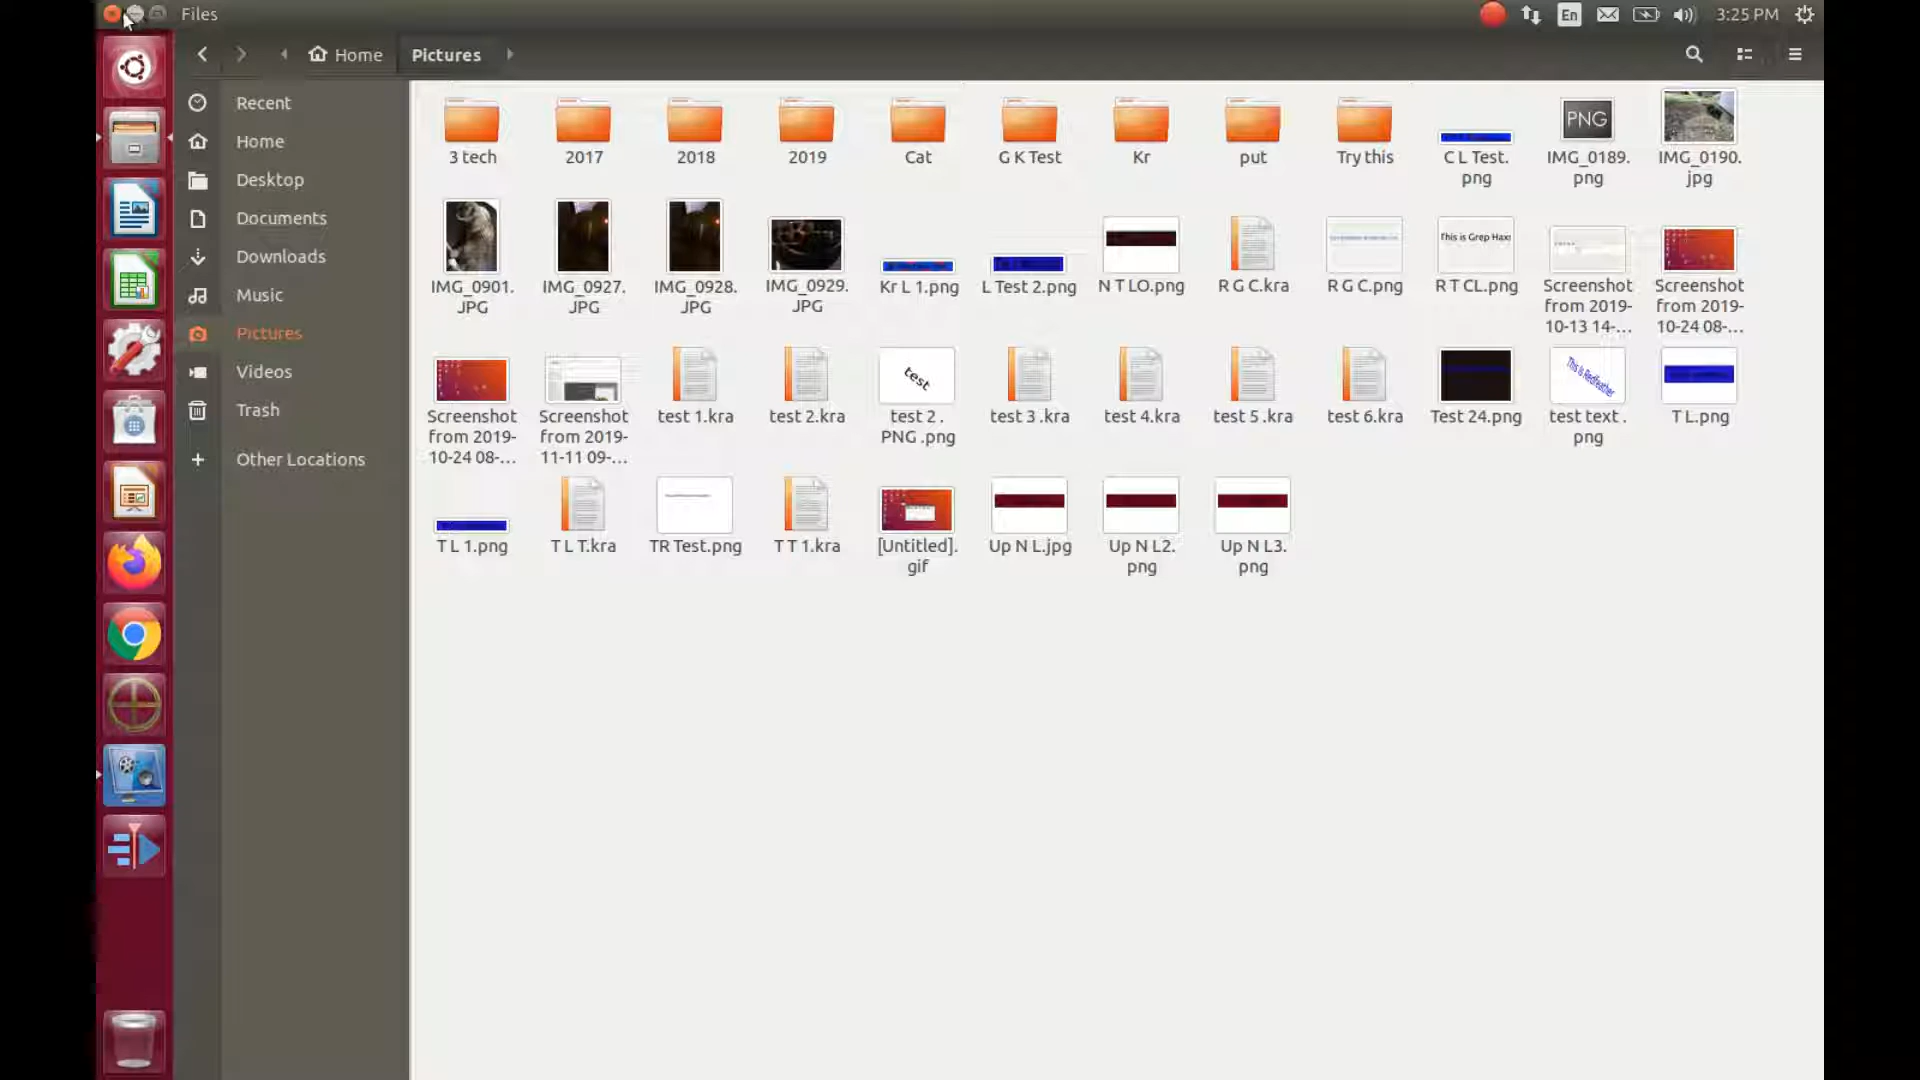 Files
En
3:25 PM
Home
Pictures
Recent
Home
Desktop
Documents
Downloads
Music
Pictures
Videos
Trash
Other Locations
3 tech
2017
2018
2019
Cat
G K Test
Kr
put
Try this
C L Test.
png
PNG
IMG_0189.
png
IMG_0190.
jpg
IMG_0901.
JPG
IMG_0927.
JPG
IMG_0928.
JPG
IMG_0929.
JPG
Kr L 1.png
L Test 2.png
N T LO.png
R G C.kra
R G C.png
This is Grep Hax
R T CL.png
Screenshot
from 2019-
10-13 14-...
Screenshot
from 2019-
10-24 08-...
Screenshot
from 2019-
10-24 08-...
Screenshot
from 2019-
11-11 09-...
test 1.kra
test 2.kra
test
test 2 .
PNG .png
test 3 .kra
test 4.kra
test 5 .kra
test 6.kra
Test 24.png
This is Redfeather
test text .
png
T L.png
T L 1.png
T L T.kra
TR Test.png
T T 1.kra
[Untitled].
gif
Up N L.jpg
Up N L2.
png
Up N L3.
png